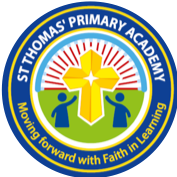 ST THOMAS' PRIMARY ACADEMY
Moving forward with Faith in Learning